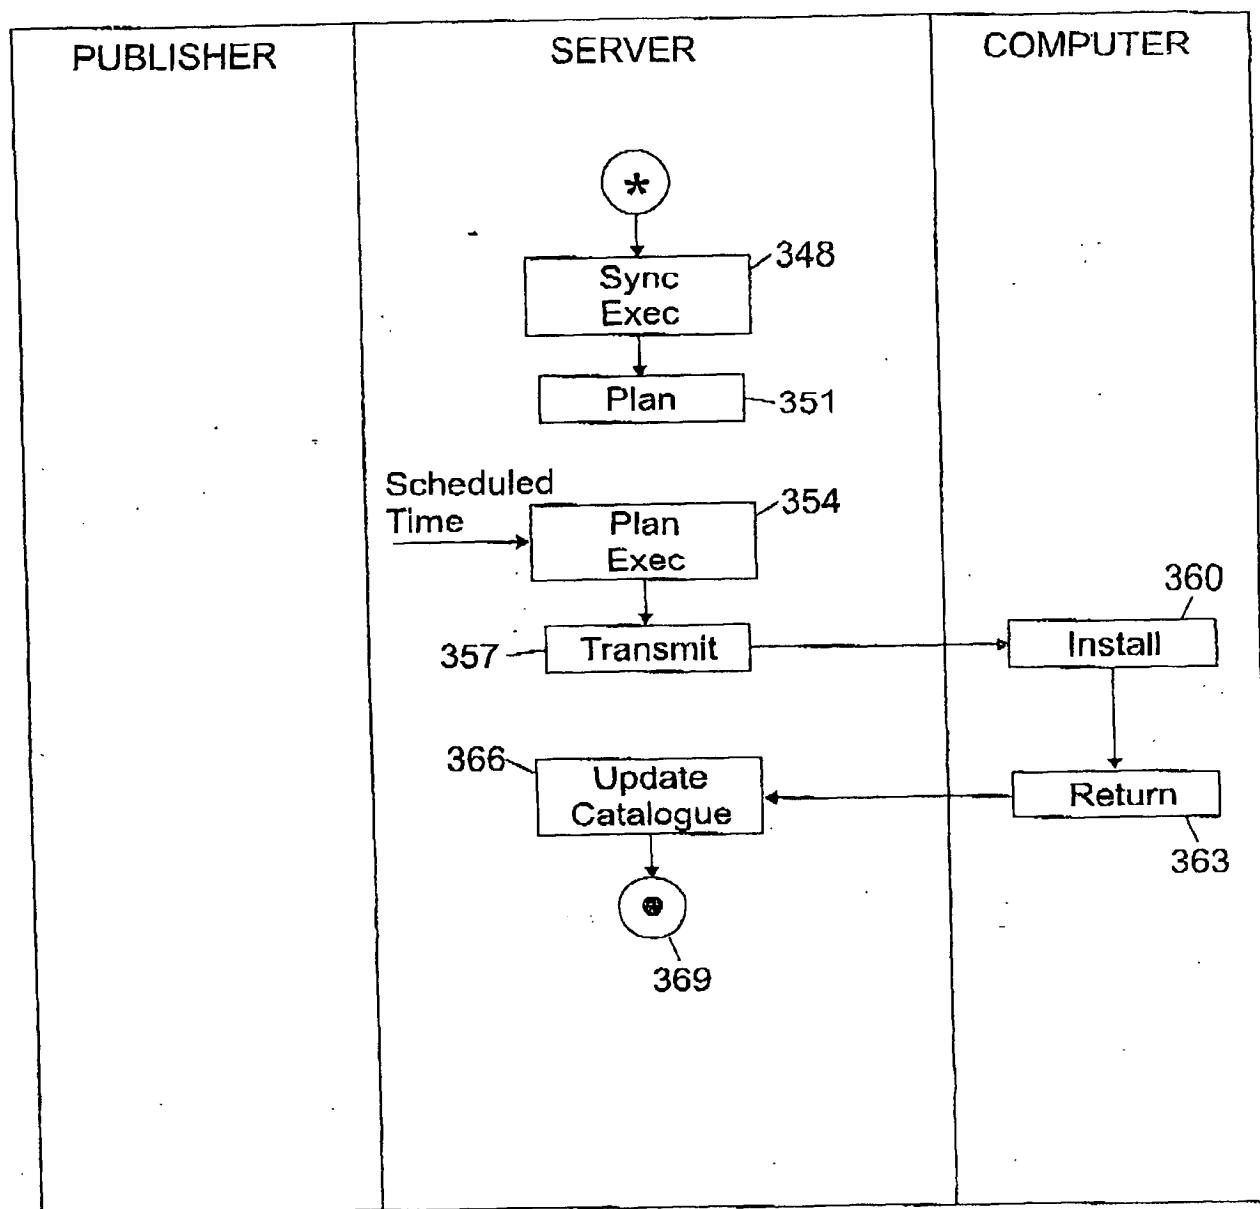 PUBLISHER
SERVER
COMPUTER
*
348
Sync
Exec
Plan
351
Scheduled
Time
354
Plan
Exec
360
357
Transmit
Install
366
Update
Catalogue
Return
363
369